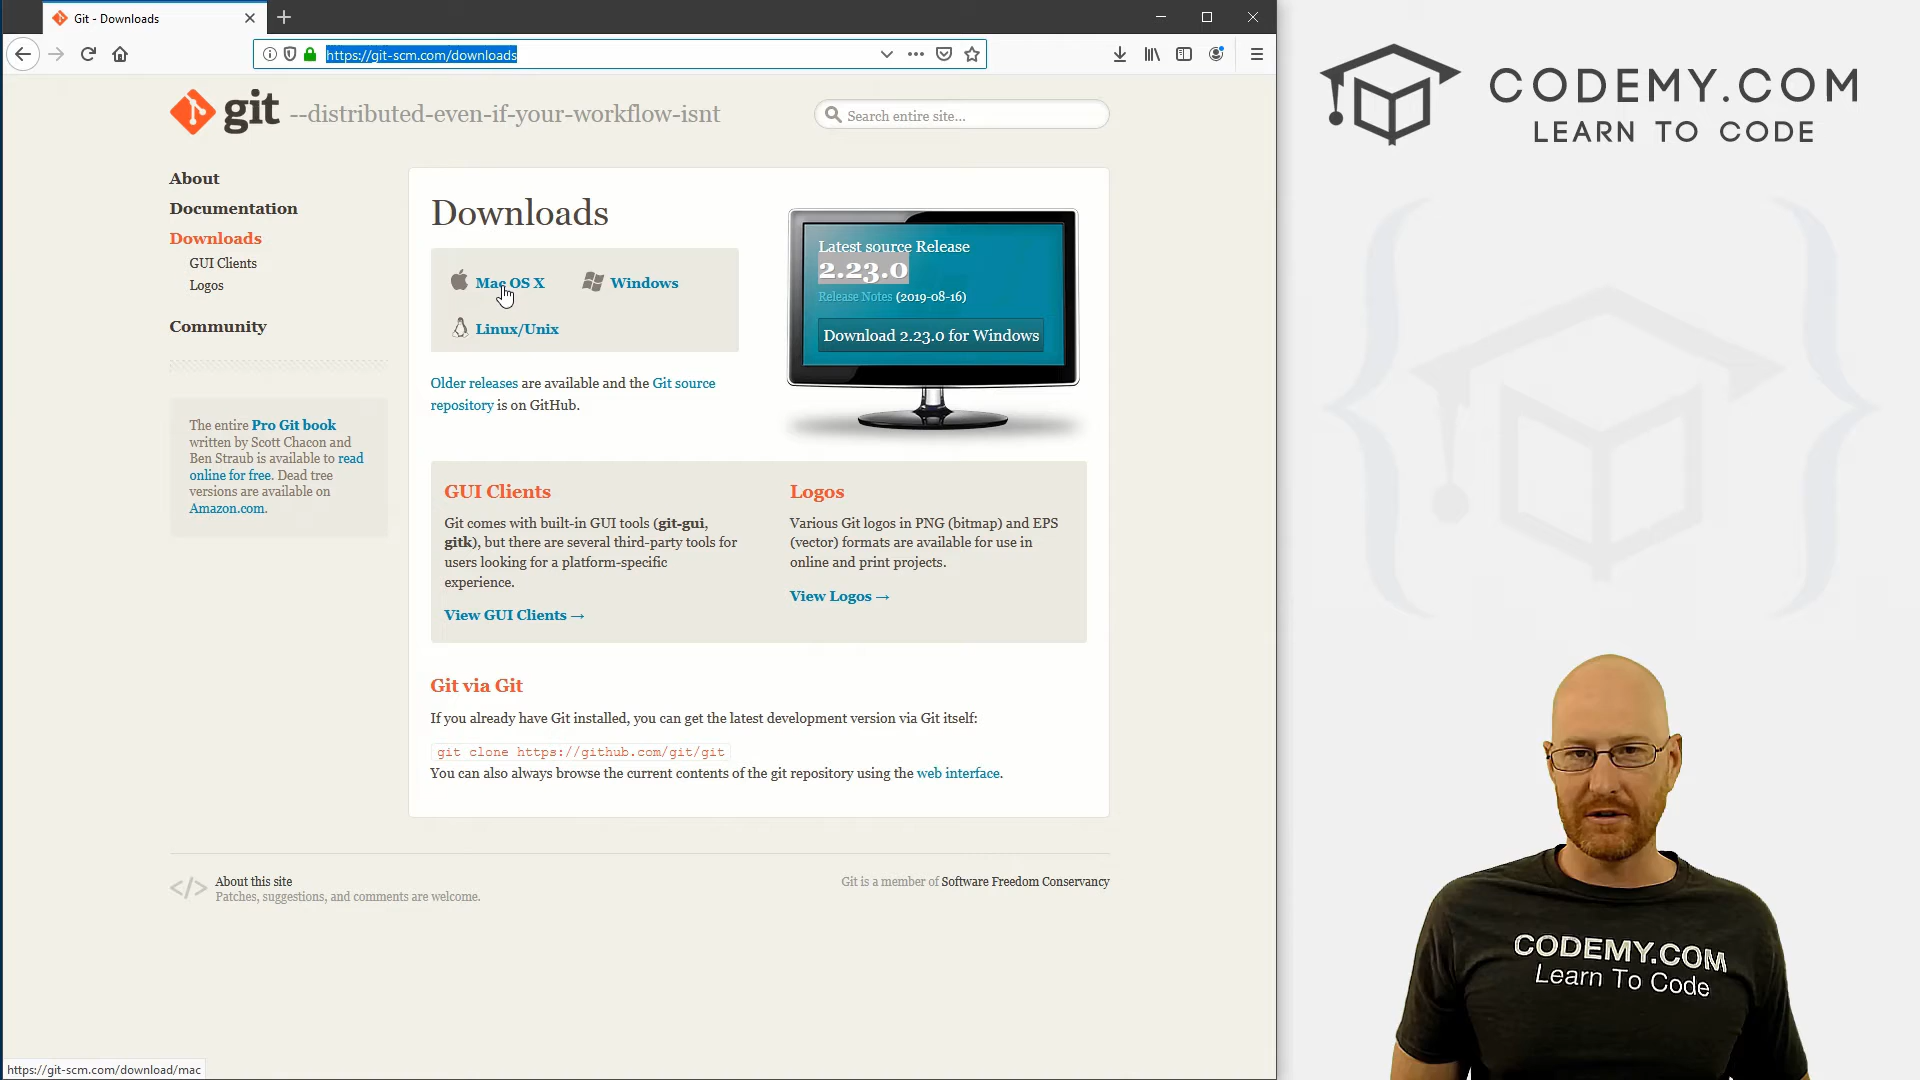 Git - Downloads
https://git-scm.com/downloads
git --distributed-even-if-your-workflow-isnt
Search entire site...
About
Documentation
Downloads
GUI Clients
Logos
Community
The entire Pro Git book
written by Scott Chacon and
Ben Straub is available to read
online for free. Dead tree
versions are available on
Amazon.com.
Downloads
Mac OS X
Windows
Linux/Unix
Older releases are available and the Git source
repository is on GitHub.
Latest source Release
2.23.0
Release Notes (2019-08-16)
Download 2.23.0 for Windows
GUI Clients
Git comes with built-in GUI tools (git-gui,
gitk), but there are several third-party tools for
users looking for a platform-specific
experience.
View GUI Clients →
Logos
Various Git logos in PNG (bitmap) and EPS
(vector) formats are available for use in
online and print projects.
View Logos →
Git via Git
If you already have Git installed, you can get the latest development version via Git itself:
git clone https://github.com/git/git
You can also always browse the current contents of the git repository using the web interface.
</> About this site
Patches, suggestions, and comments are welcome.
Git is a member of Software Freedom Conservancy
https://git-scm.com/download/mac
CODEMY.COM
LEARN TO CODE
CODEMY.COM
Learn To Code